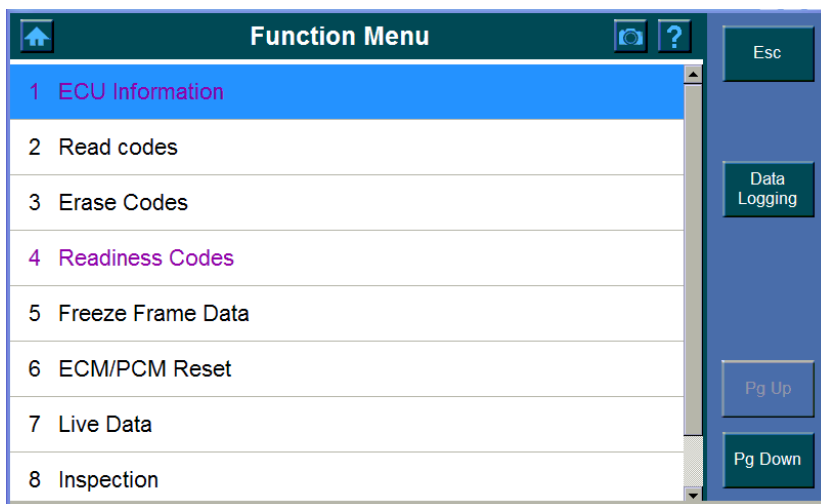 Function Menu
?
Esc
1 ECU Information
2 Read codes
3 Erase Codes
4 Readiness Codes
5 Freeze Frame Data
6 ECM/PCM Reset
7 Live Data
8 Inspection
Data
Logging
Pg Up
Pg Down